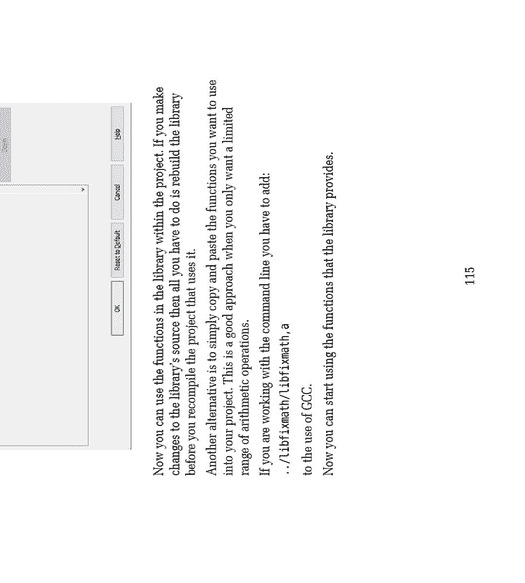 Down
OK
Reset to Default
Cancel
Help
Now you can use the functions in the library within the project. If you make
changes to the library's source then all you have to do is rebuild the library
before you recompile the project that uses it.
Another alternative is to simply copy and paste the functions you want to use
into your project. This is a good approach when you only want a limited
range of arithmetic operations.
If you are working with the command line you have to add:
../libfixmath/libfixmath,a
to the use of GCC.
Now you can start using the functions that the library provides.
115